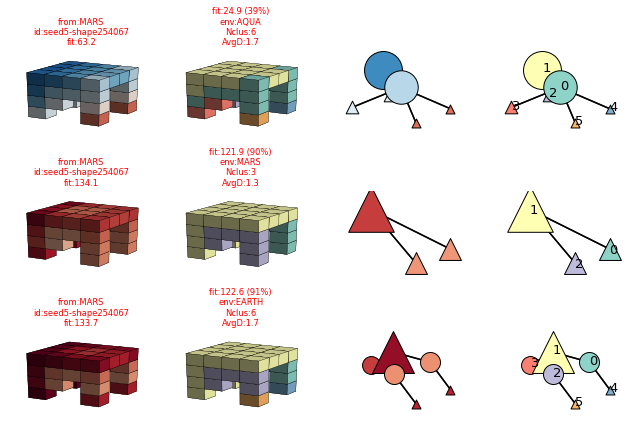 from:MARS
id:seed5-shape254067
fit:63.2
fit:24.9 (39%)
env:AQUA
Nclus:6
AvgD:1.7
1
0
2
3
4
5
from:MARS
id:seed5-shape254067
fit:134.1
fit:121.9 (90%)
env:MARS
Nclus:3
AvgD:1.3
1
0
2
from:MARS
id:seed5-shape254067
fit:133.7
fit:122.6 (91%)
env:EARTH
Nclus:6
AvgD:1.7
1
3
0
2
4
5